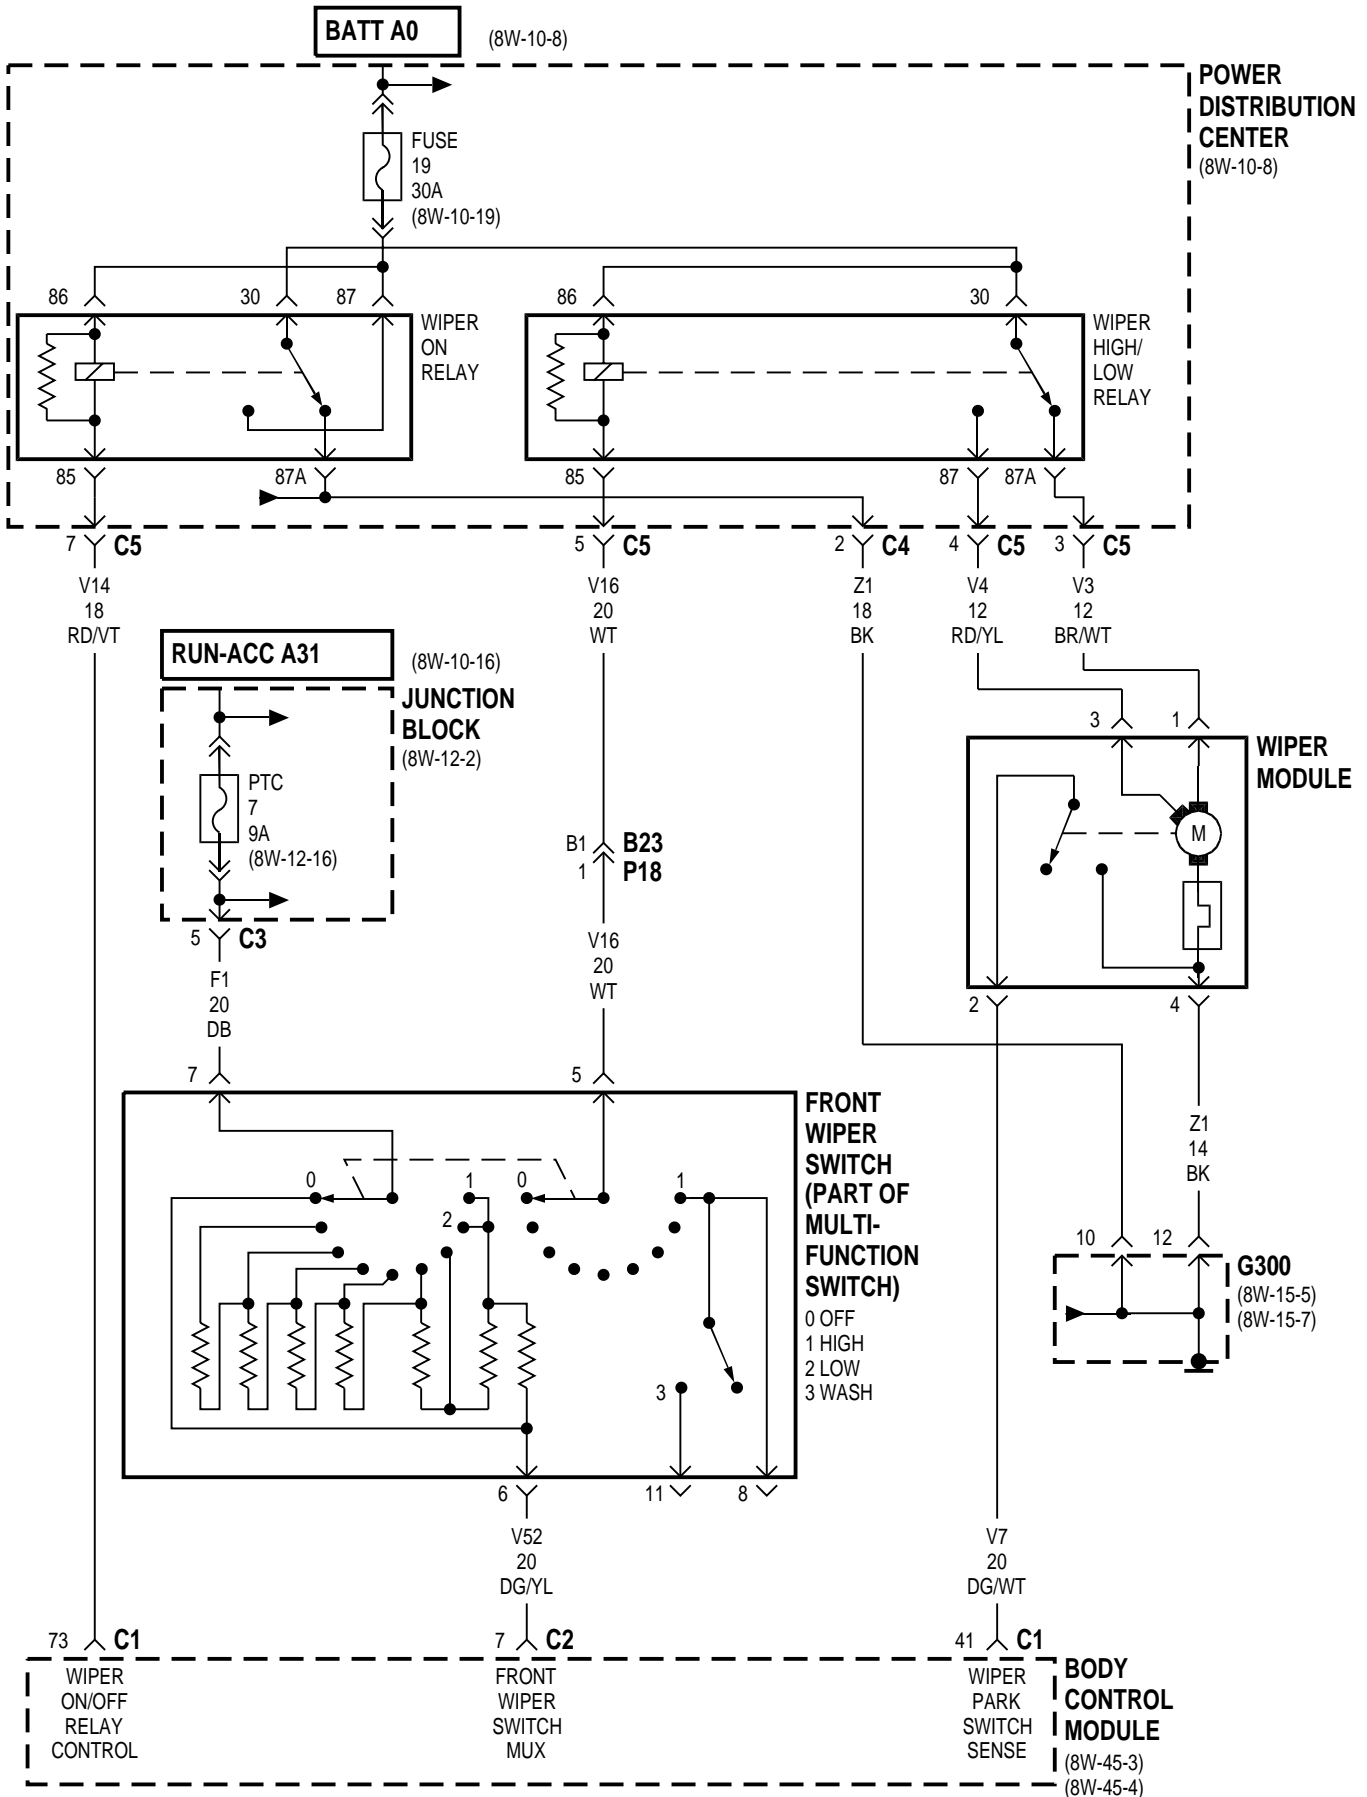 BATT A0
(8W-10-8)
POWER
DISTRIBUTION
CENTER
(8W-10-8)
FUSE
19
30A
(8W-10-19)
86
30
87
86
30
WIPER
ON
RELAY
WIPER
HIGH/
LOW
RELAY
85
87A
85
87
87A
7
C5
5
C5
2
C4
4
C5
3
C5
V14
18
RD/VT
V16
20
WT
Z1
18
BK
V4
12
RD/YL
V3
12
BR/WT
RUN-ACC A31
(8W-10-16)
JUNCTION
BLOCK
(8W-12-2)
PTC
7
9A
(8W-12-16)
5
C3
F1
20
DB
B1
B23
1
P18
V16
20
WT
3
1
WIPER
MODULE
M
2
4
7
5
FRONT
WIPER
SWITCH
(PART OF
MULTI-
FUNCTION
SWITCH)
0 OFF
1 HIGH
2 LOW
3 WASH
0
1
2
0
1
3
Z1
14
BK
10
12
G300
(8W-15-5)
(8W-15-7)
6
11
8
V52
20
DG/YL
V7
20
DG/WT
73
C1
7
C2
41
C1
WIPER
ON/OFF
RELAY
CONTROL
FRONT
WIPER
SWITCH
MUX
WIPER
PARK
SWITCH
SENSE
BODY
CONTROL
MODULE
(8W-45-3)
(8W-45-4)